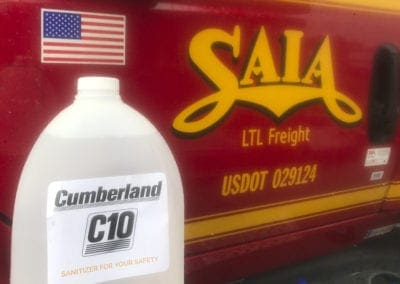 SAIA
LTL Freight
USDOT 029124
Cumberland
C10
SANITIZER FOR YOUR SAFETY